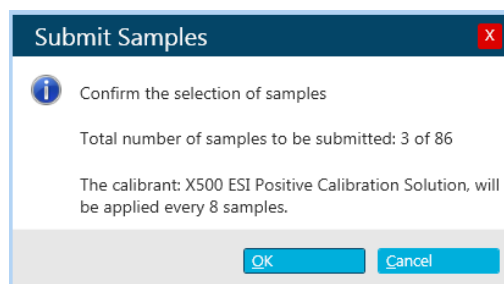 Submit Samples
X
Confirm the selection of samples
Total number of samples to be submitted: 3 of 86
The calibrant: X500 ESI Positive Calibration Solution, will
be applied every 8 samples.
OK
Cancel